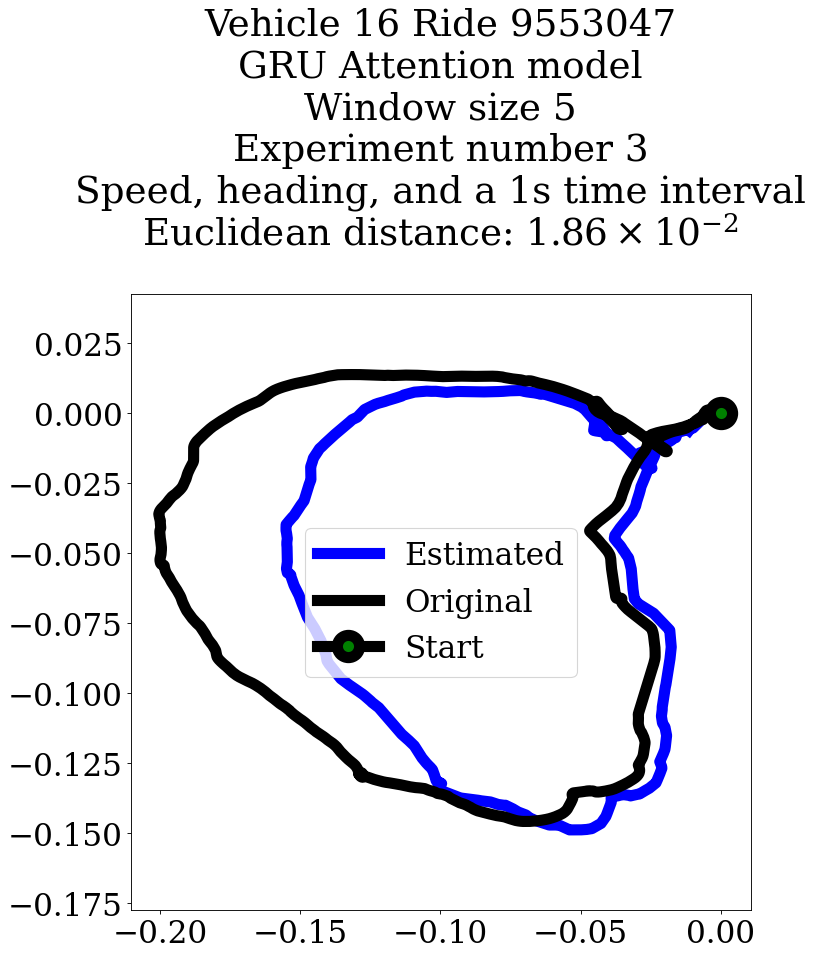 Vehicle 16 Ride 9553047
GRU Attention model
Window size 5
Experiment number 3
Speed, heading, and a 1s time interval
Euclidean distance: 1.86 × 10⁻²
0.025
0.000
−0.025
−0.050
−0.075
−0.100
−0.125
−0.150
−0.175
Estimated
Original
Start
−0.20 −0.15 −0.10 −0.05 0.00